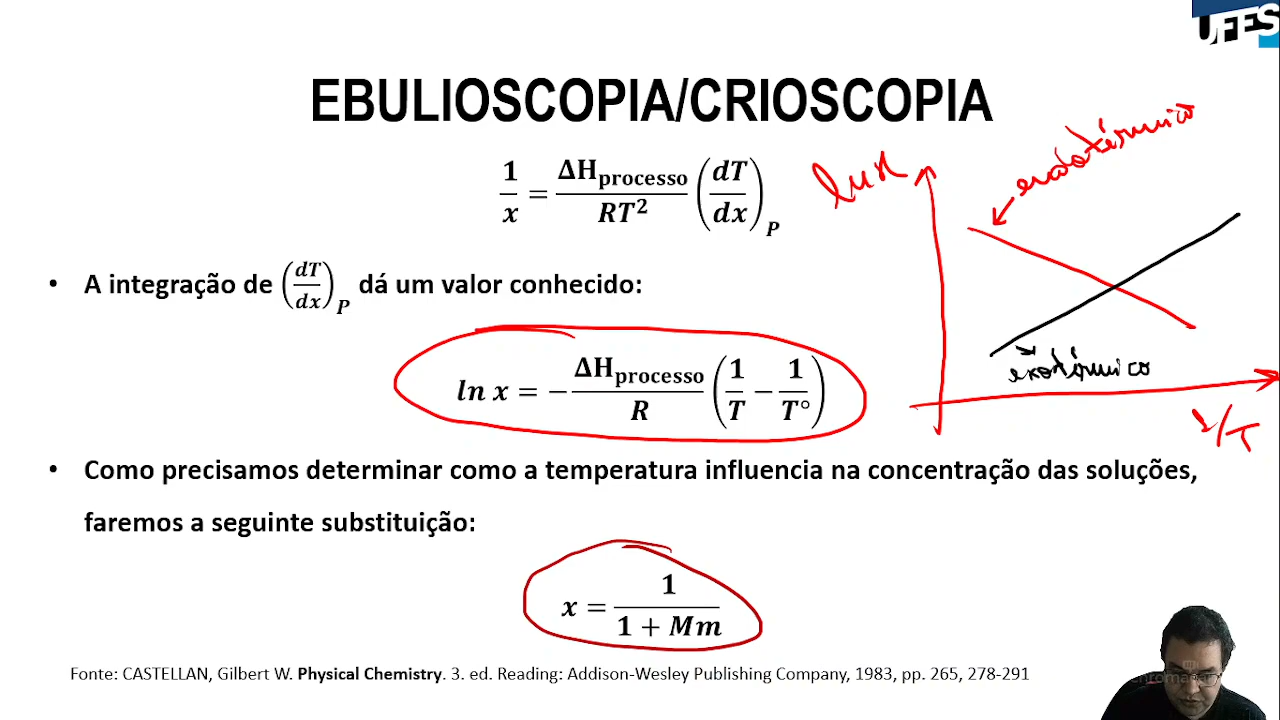 UFES
EBULIOSCOPIA/CRIOSCOPIA
1/x = ΔHprocesso/RT² (dT/dx)P
ln x
endotérmico
• A integração de (dT/dx)P dá um valor conhecido:
ln x = − ΔHprocesso/R (1/T − 1/T°)
exotérmico
1/T
• Como precisamos determinar como a temperatura influencia na concentração das soluções,
faremos a seguinte substituição:
x = 1/1 + Mm
Fonte: CASTELLAN, Gilbert W. Physical Chemistry. 3. ed. Reading: Addison-Wesley Publishing Company, 1983, pp. 265, 278-291